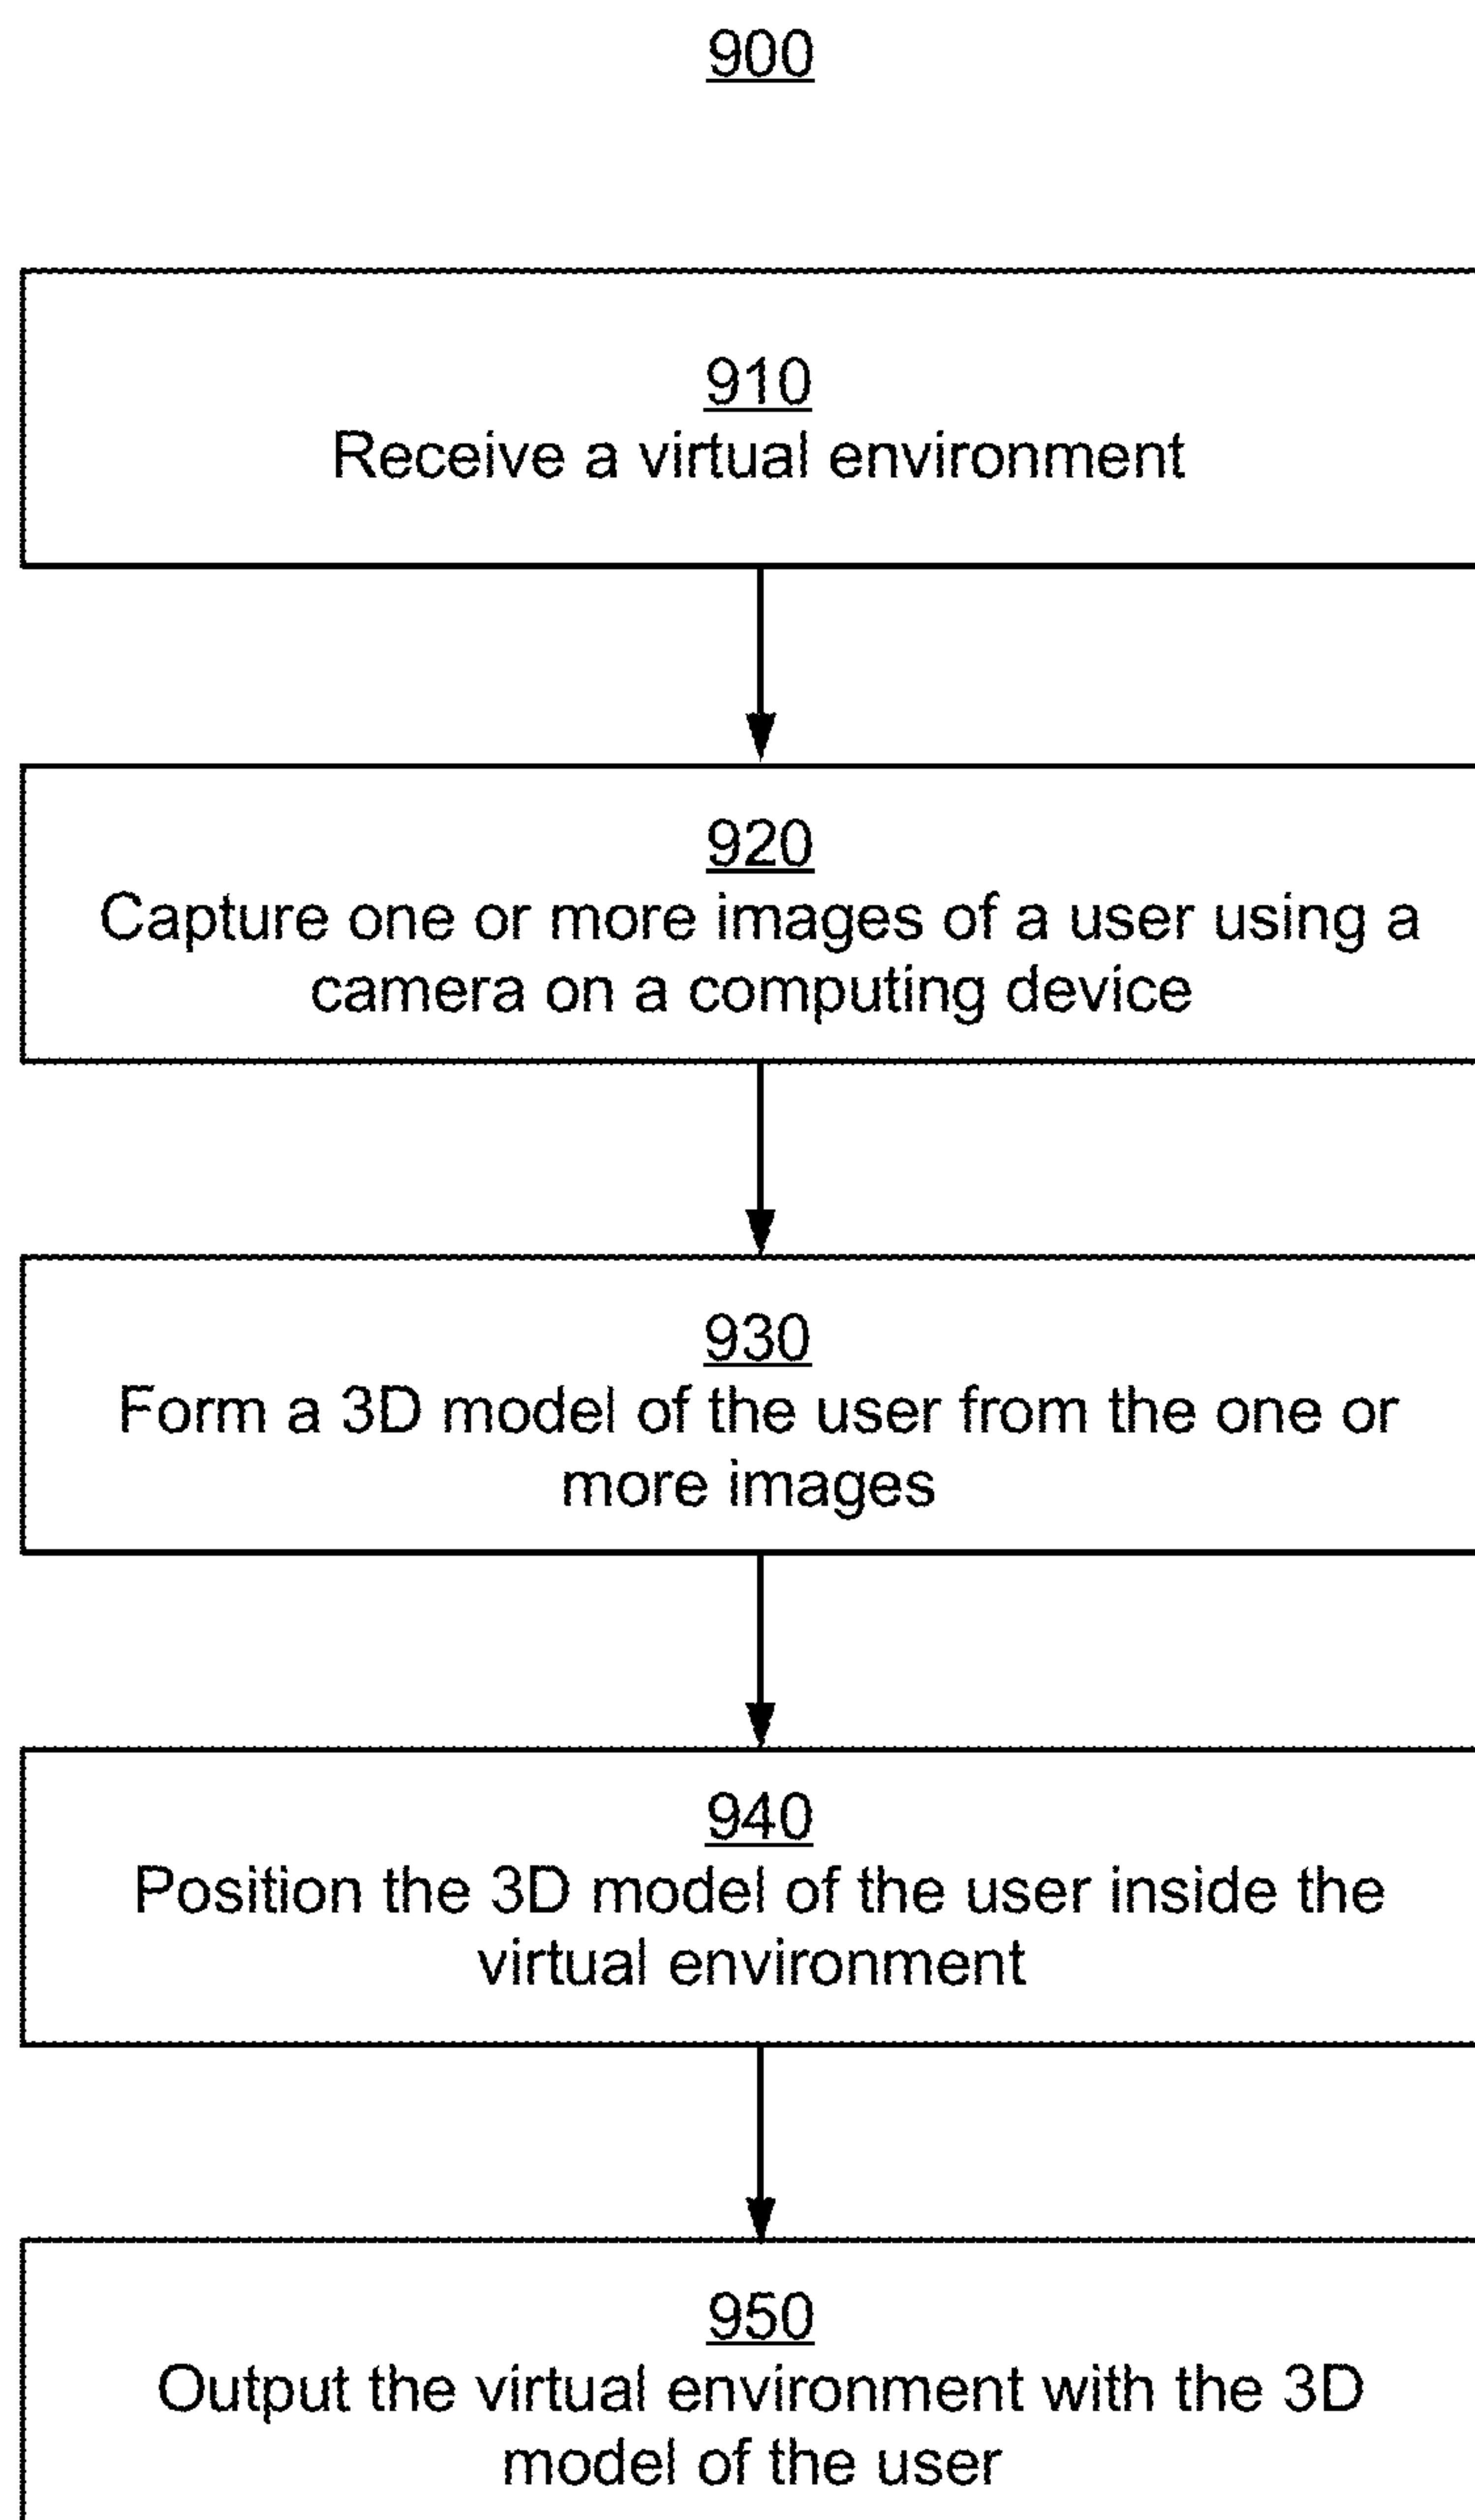 900
910
Receive a virtual environment
920
Capture one or more images of a user using a
camera on a computing device
930
Form a 3D model of the user from the one or
more images
940
Position the 3D model of the user inside the
virtual environment
950
Output the virtual environment with the 3D
model of the user